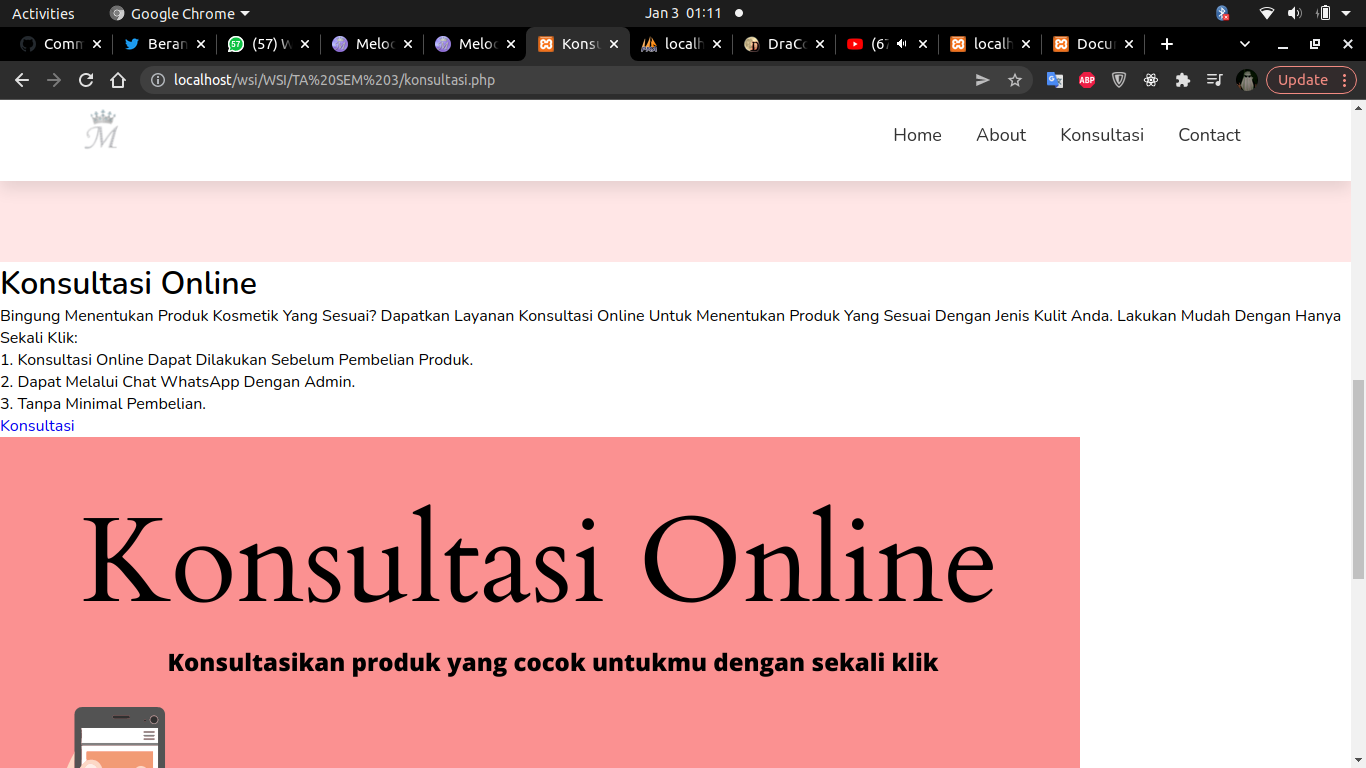 Activities
Google Chrome
Jan 3 01:11
Comm
Beran
57
(57) W
Meloc
Meloc
Konsu
localh
DraCo
(67
localh
Docu
localhost/wsi/WSI/TA%20SEM%203/konsultasi.php
ABP
Update
M
Home
About
Konsultasi
Contact
Konsultasi Online
Bingung Menentukan Produk Kosmetik Yang Sesuai? Dapatkan Layanan Konsultasi Online Untuk Menentukan Produk Yang Sesuai Dengan Jenis Kulit Anda. Lakukan Mudah Dengan Hanya
Sekali Klik:
1. Konsultasi Online Dapat Dilakukan Sebelum Pembelian Produk.
2. Dapat Melalui Chat WhatsApp Dengan Admin.
3. Tanpa Minimal Pembelian.
Konsultasi
Konsultasi Online
Konsultasikan produk yang cocok untukmu dengan sekali klik